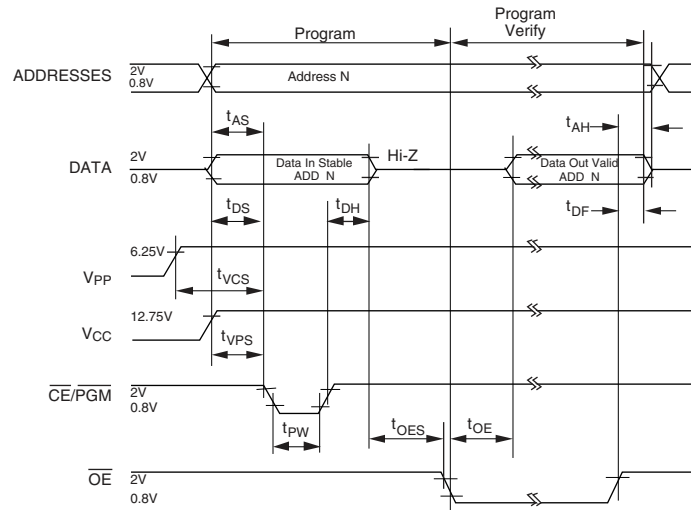 Program
Program
Verify
ADDRESSES
2V
0.8V
Address N
tAS
tAH
DATA
2V
0.8V
Data In Stable
ADD N
Hi-Z
Data Out Valid
ADD N
tDS
tDH
tDF
6.25V
VPP
tVCS
12.75V
VCC
tVPS
CE/PGM
2V
0.8V
tPW
tOES
tOE
OE
2V
0.8V